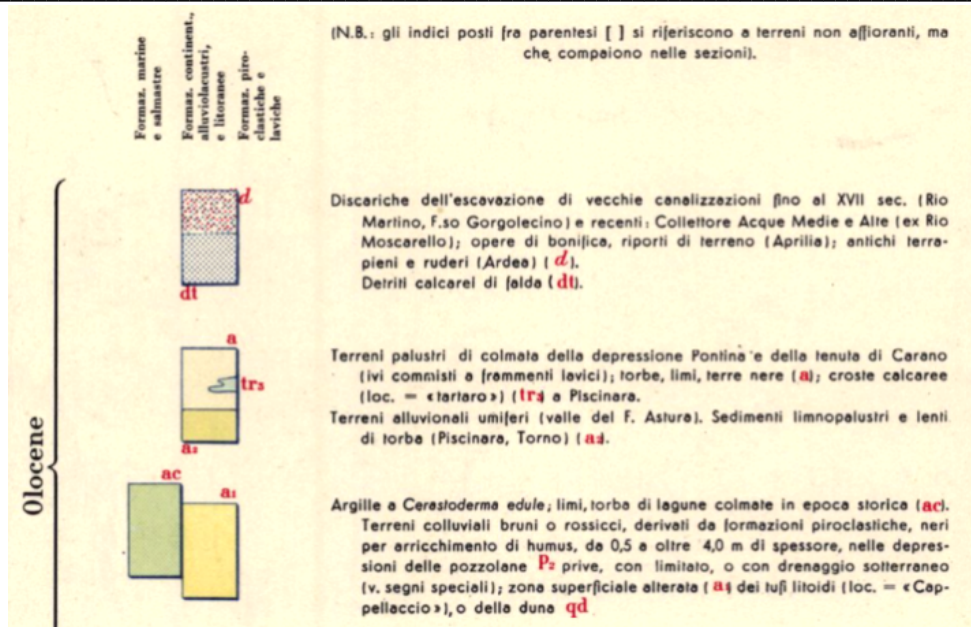 Formaz. marine
e salmastre
Formaz. continent.,
alluviolacustri,
e litoranee
Formaz. piro-
clastiche e
laviche
(N.B.: gli indici posti fra parentesi [ ] si riferiscono a terreni non affioranti, ma
che compaiono nelle sezioni).
Olocene
d
dt
Discariche dell'escavazione di vecchie canalizzazioni fino al XVII sec. (Rio
Martino, F.so Gorgolecino) e recenti: Collettore Acque Medie e Alte (ex Rio
Moscarello); opere di bonifica, riporti di terreno (Aprilia); antichi terra-
pieni e ruderi (Ardea) (d).
Detriti calcarei di falda (dt).
a
tr₃
a₂
Terreni palustri di colmata della depressione Pontina e della tenuta di Carano
(ivi commisti a frammenti lavici); torbe, limi, terre nere (a); croste calcaree
(loc. = «tartaro») (tr₃) a Piscinara.
Terreni alluvionali umiferi (valle del F. Astura). Sedimenti limnopalustri e lenti
di torba (Piscinara, Torno) (a₂).
ac
a₁
Argille a Cerastoderma edule; limi, torba di lagune colmate in epoca storica (ac).
Terreni colluviali bruni o rossicci, derivati da formazioni piroclastiche, neri
per arricchimento di humus, da 0,5 a oltre 4,0 m di spessore, nelle depres-
sioni delle pozzolane P₂ prive, con limitato, o con drenaggio sotterraneo
(v. segni speciali); zona superficiale alterata (a₁) dei tufi litoidi (loc. = «Cap-
pellaccio»), o della duna qd